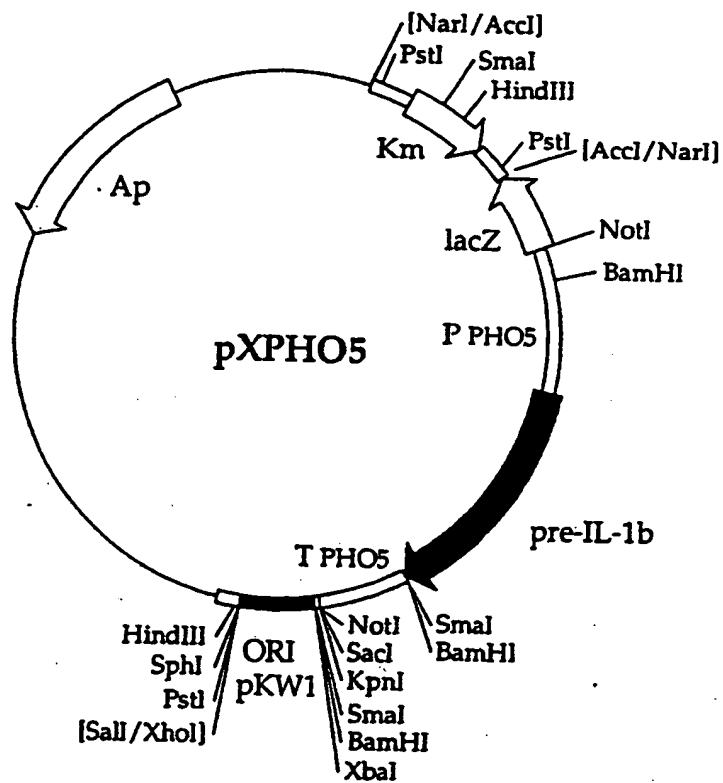 [NarI/AccI]
PstI
SmaI
HindIII
Km
PstI
[AccI/NarI]
Ap
lacZ
NotI
BamHI
P PHO5
pXPHO5
pre-IL-1b
T PHO5
HindIII
SphI
PstI
[SalI/XhoI]
ORI
pKW1
NotI
SacI
KpnI
SmaI
BamHI
XbaI
SmaI
BamHI